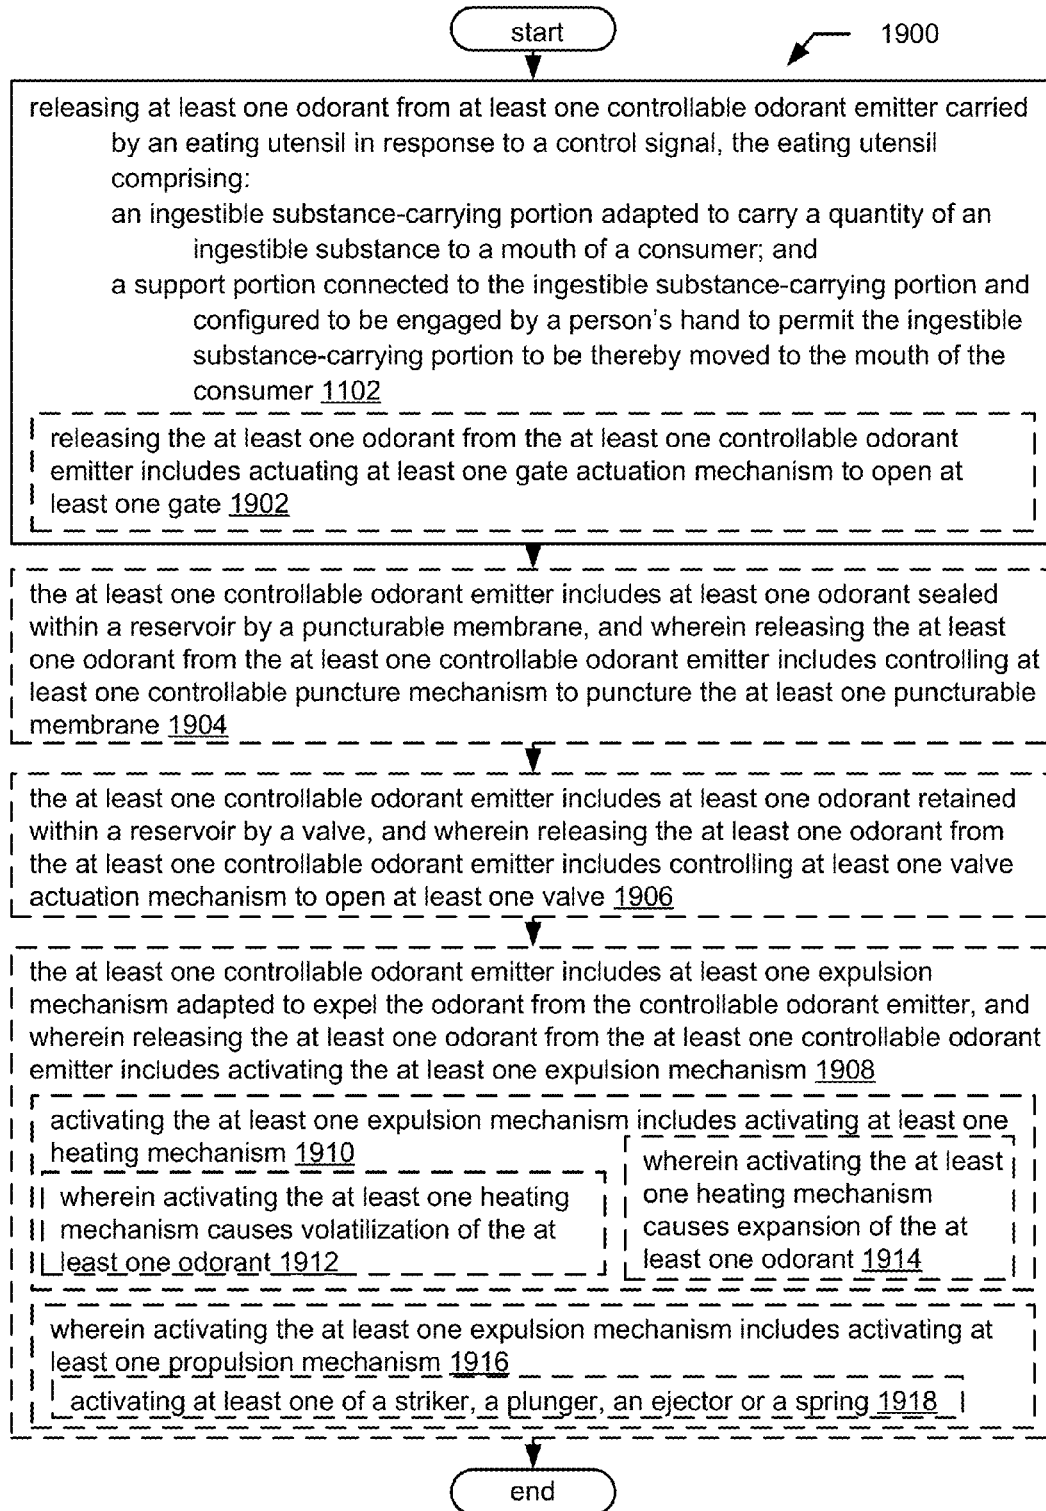 start
1900
releasing at least one odorant from at least one controllable odorant emitter carried
by an eating utensil in response to a control signal, the eating utensil
comprising:
an ingestible substance-carrying portion adapted to carry a quantity of an
ingestible substance to a mouth of a consumer; and
a support portion connected to the ingestible substance-carrying portion and
configured to be engaged by a person's hand to permit the ingestible
substance-carrying portion to be thereby moved to the mouth of the
consumer 1102
releasing the at least one odorant from the at least one controllable odorant
emitter includes actuating at least one gate actuation mechanism to open at
least one gate 1902
the at least one controllable odorant emitter includes at least one odorant sealed
within a reservoir by a puncturable membrane, and wherein releasing the at least
one odorant from the at least one controllable odorant emitter includes controlling at
least one controllable puncture mechanism to puncture the at least one puncturable
membrane 1904
the at least one controllable odorant emitter includes at least one odorant retained
within a reservoir by a valve, and wherein releasing the at least one odorant from
the at least one controllable odorant emitter includes controlling at least one valve
actuation mechanism to open at least one valve 1906
the at least one controllable odorant emitter includes at least one expulsion
mechanism adapted to expel the odorant from the controllable odorant emitter, and
wherein releasing the at least one odorant from the at least one controllable odorant
emitter includes activating the at least one expulsion mechanism 1908
activating the at least one expulsion mechanism includes activating at least one
heating mechanism 1910
wherein activating the at least one heating
mechanism causes volatilization of the at
least one odorant 1912
wherein activating the at least
one heating mechanism
causes expansion of the at
least one odorant 1914
wherein activating the at least one expulsion mechanism includes activating at
least one propulsion mechanism 1916
activating at least one of a striker, a plunger, an ejector or a spring 1918
end